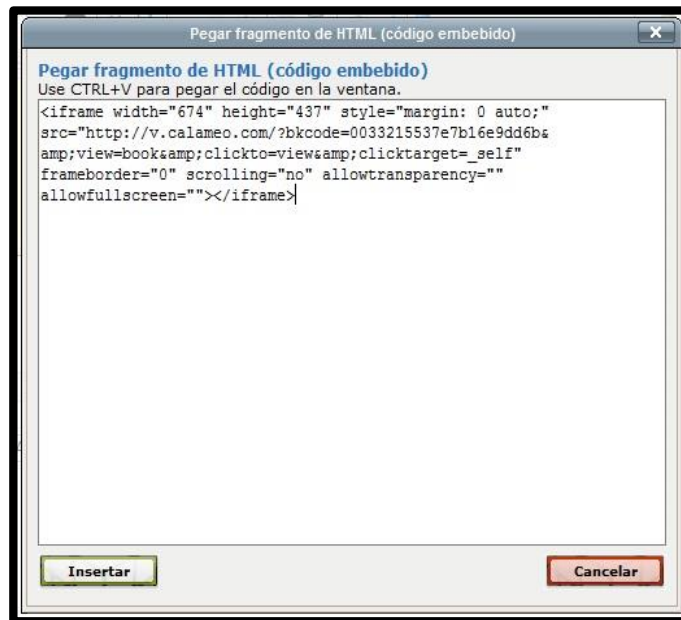 Pegar fragmento de HTML (código embebido)
X
Pegar fragmento de HTML (código embebido)
Use CTRL+V para pegar el código en la ventana.
<iframe width="674" height="437" style="margin: 0 auto;"
src="http://v.calameo.com/?bkcode=0033215537e7b16e9dd6b&
amp;view=book&amp;clickto=view&amp;clicktarget=_self"
frameborder="0" scrolling="no" allowtransparency=""
allowfullscreen=""></iframe>
Insertar
Cancelar